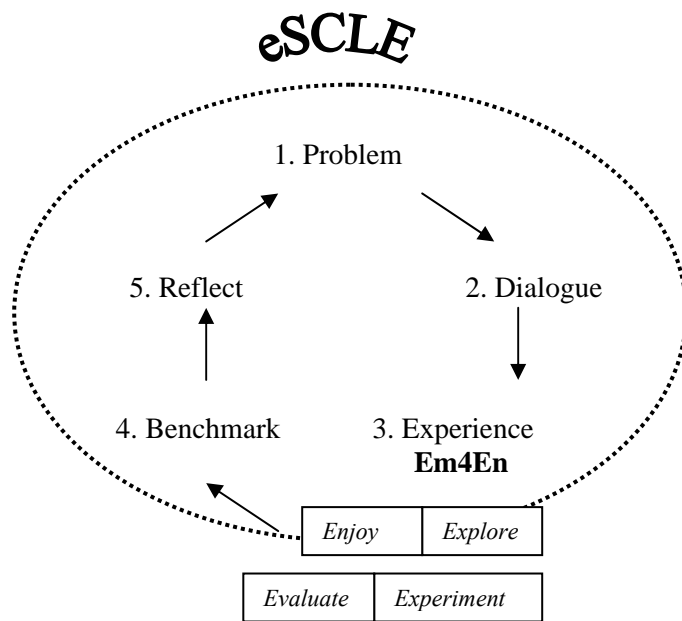 eSCLE
1. Problem
5. Reflect
2. Dialogue
4. Benchmark
3. Experience
Em4En
Enjoy
Explore
Evaluate
Experiment